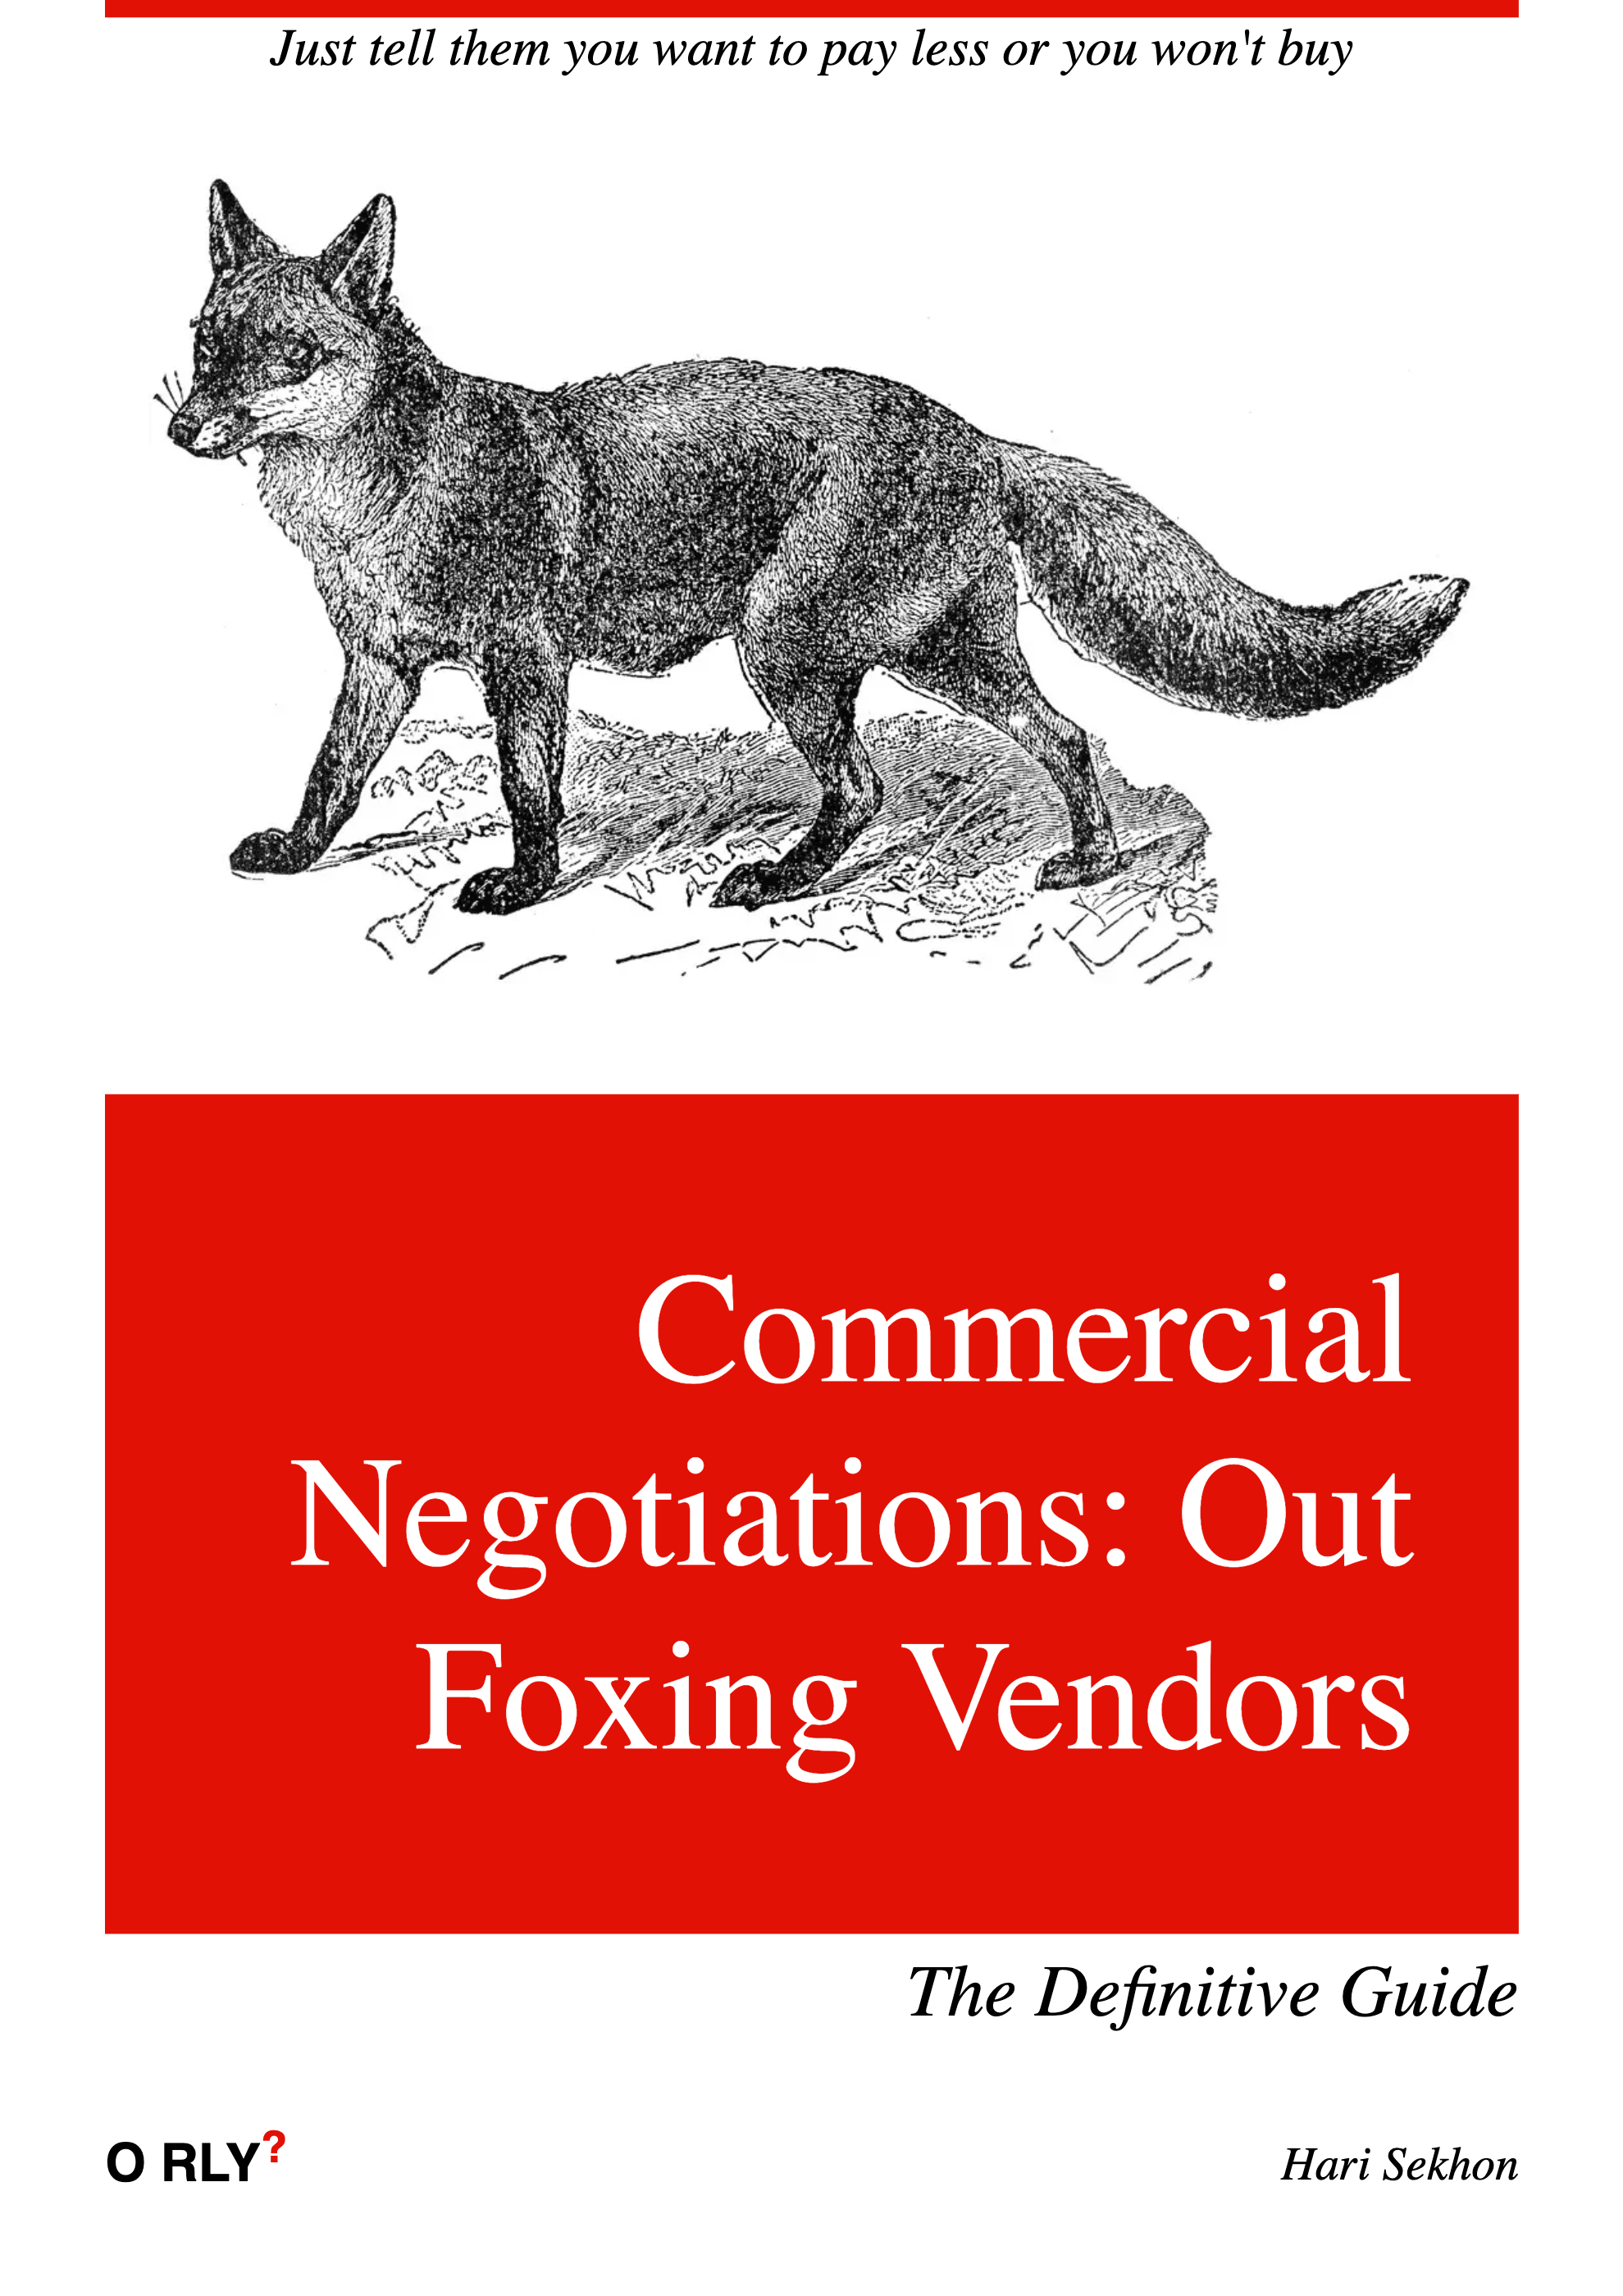 Just tell them you want to pay less or you won't buy
Commercial
Negotiations: Out
Foxing Vendors
The Definitive Guide
O RLY?
Hari Sekhon